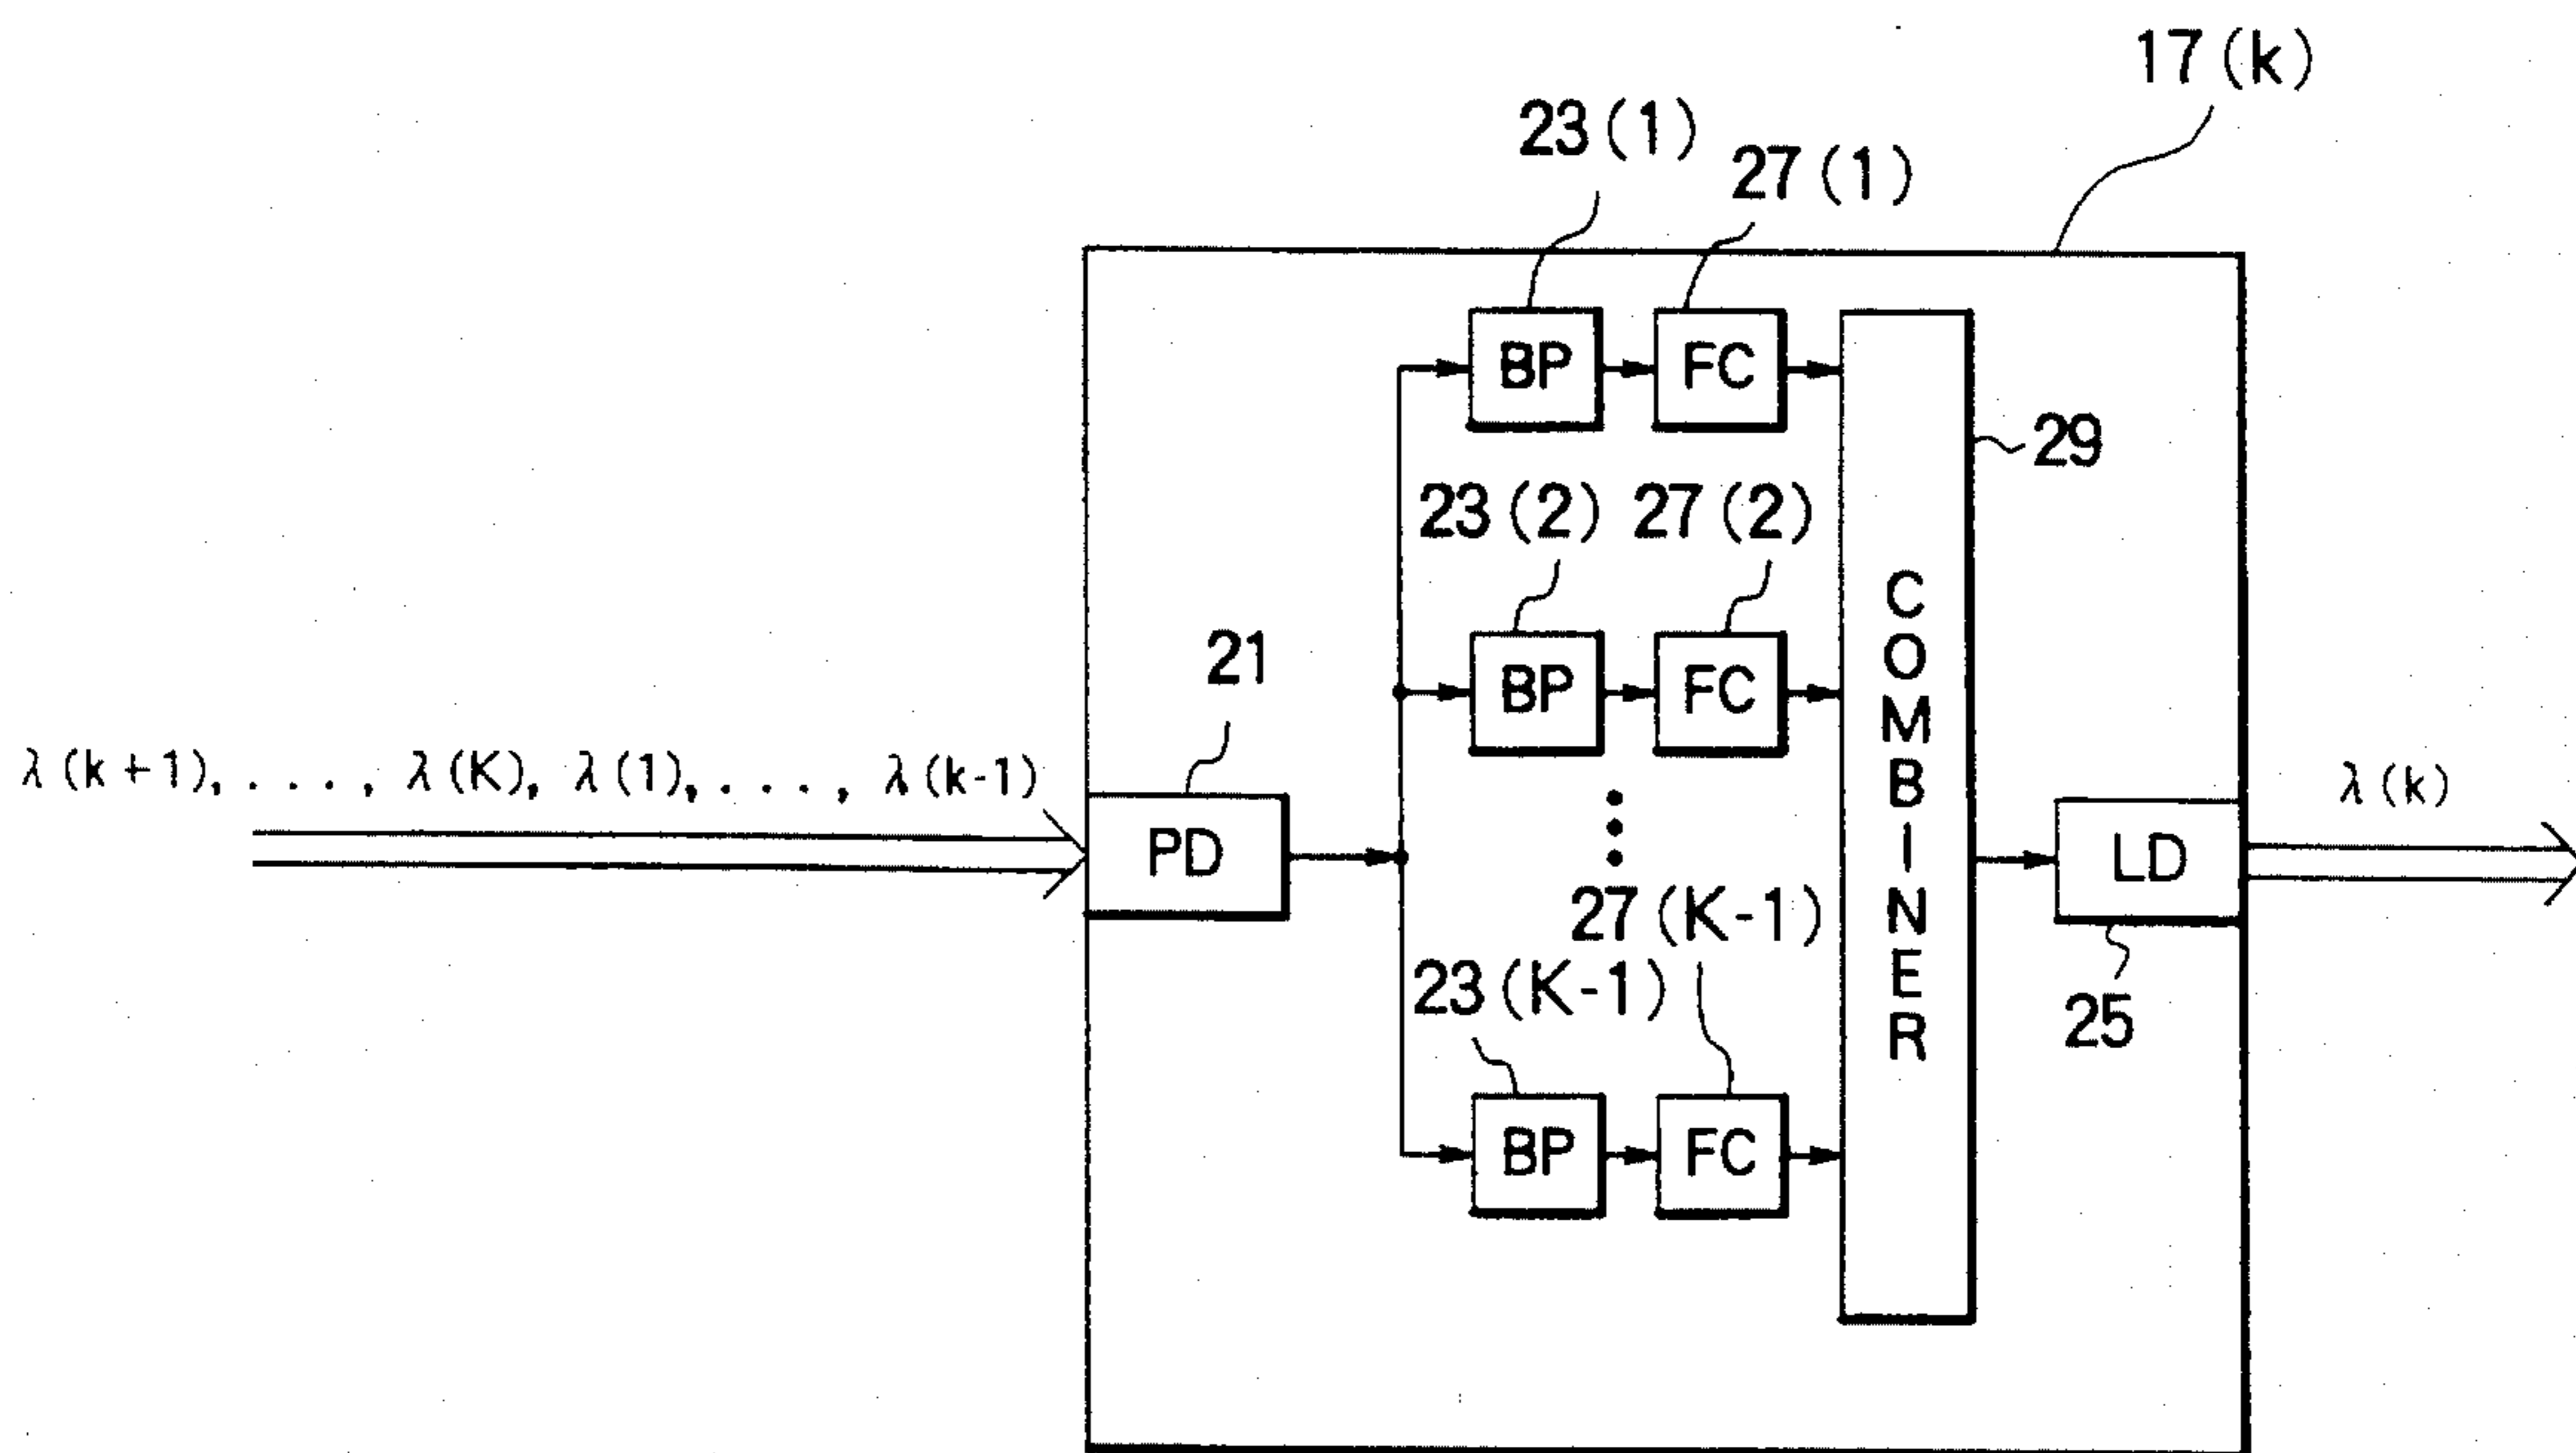 17(k)
23(1)
27(1)
BP
FC
29
23(2)
27(2)
BP
FC
COMBINER
21
λ(k+1), . . . , λ(K), λ(1), . . . , λ(k-1)
PD
λ(k)
LD
25
27(K-1)
23(K-1)
BP
FC